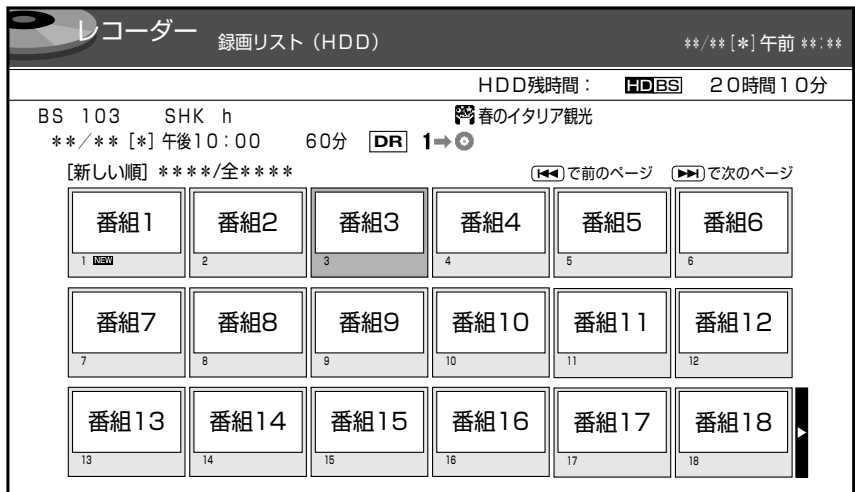 レコーダー 録画リスト（HDD） **/**[*]午前 **:**
HDD残時間： HD BS 20時間10分
BS 103 SHK h 春のイタリア観光
**/**[*]午後10：00 60分 DR 1➡
[新しい順] ****/全**** ⏮で前のページ ⏭で次のページ
番組1 番組2 番組3 番組4 番組5 番組6
1 NEW 2 3 4 5 6
番組7 番組8 番組9 番組10 番組11 番組12
7 8 9 10 11 12
番組13 番組14 番組15 番組16 番組17 番組18
13 14 15 16 17 18